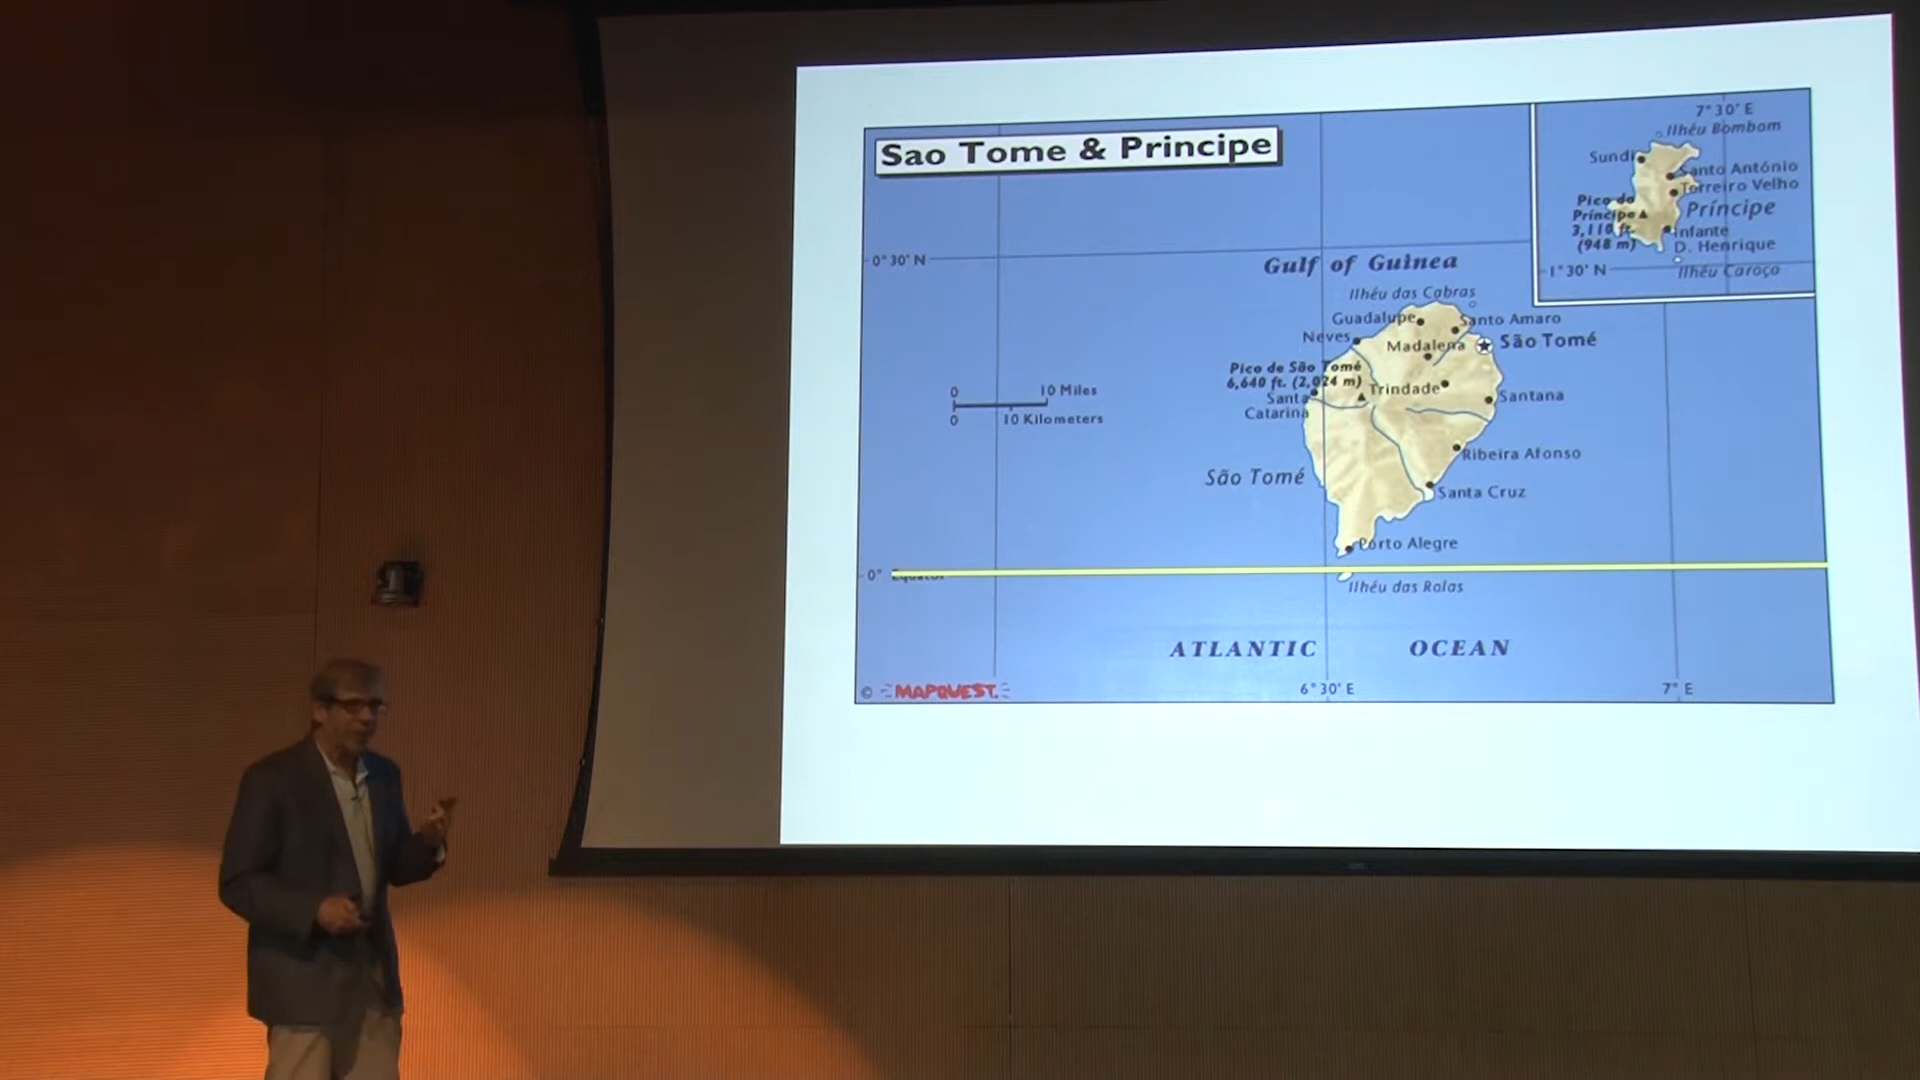 Sao Tome & Principe
7°30' E
Ilhéu Bombom
Sundi
Santo António
Terreiro Velho
Pico do
Príncipe
3,110 ft.
(948 m)
Príncipe
Infante
D. Henrique
1°30' N
Ilhéu Caroço
0°30' N
Gulf of Guinea
Ilhéu das Cabras
Guadalupe
Santo Amaro
Neves
Madalena
São Tomé
Pico de São Tomé
6,640 ft. (2,024 m)
Trindade
Santa
Catarina
Santana
0 10 Miles
0 10 Kilometers
Ribeira Afonso
São Tomé
Santa Cruz
Porto Alegre
0° Equator
Ilhéu das Rolas
ATLANTIC OCEAN
© MAPQUEST.
6°30' E
7° E